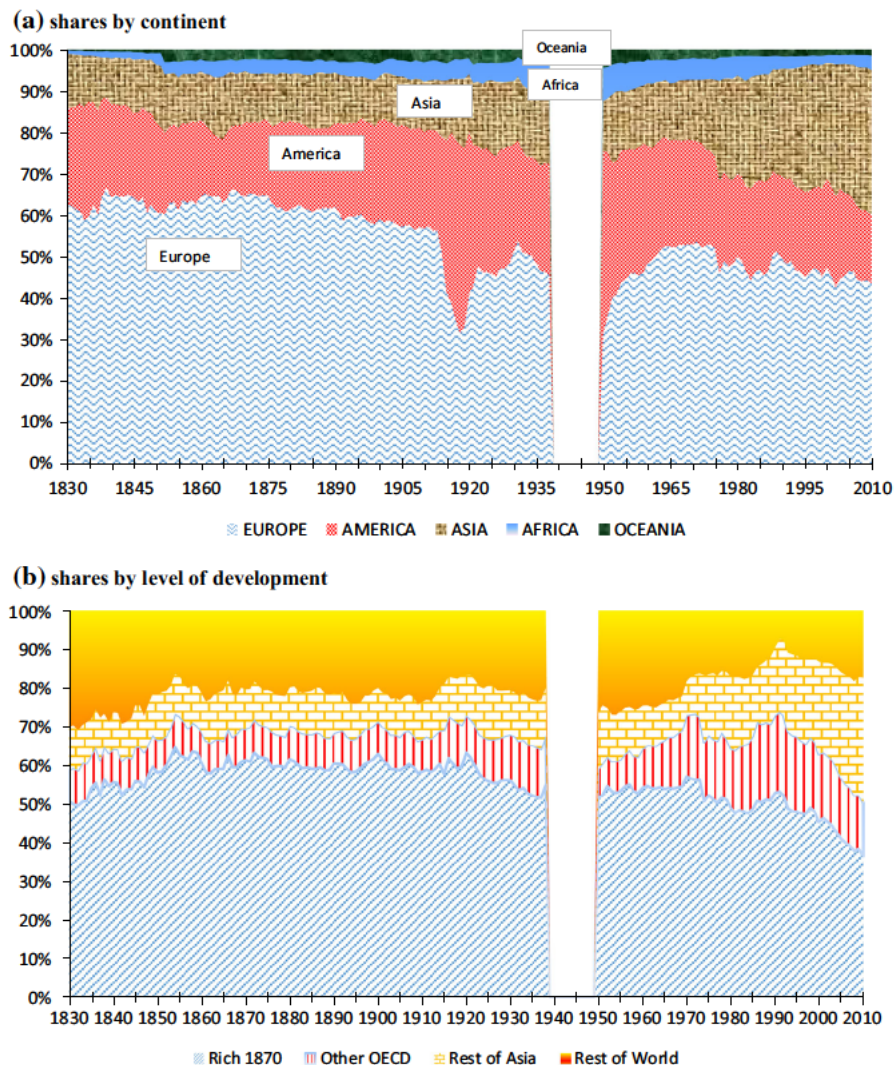 (a) shares by continent
100%
90%
80%
70%
60%
50%
40%
30%
20%
10%
0%
Oceania
Africa
Asia
America
Europe
1830 1845 1860 1875 1890 1905 1920 1935 1950 1965 1980 1995 2010
EUROPE AMERICA ASIA AFRICA OCEANIA
(b) shares by level of development
100%
90%
80%
70%
60%
50%
40%
30%
20%
10%
0%
1830 1840 1850 1860 1870 1880 1890 1900 1910 1920 1930 1940 1950 1960 1970 1980 1990 2000 2010
Rich 1870 Other OECD Rest of Asia Rest of World